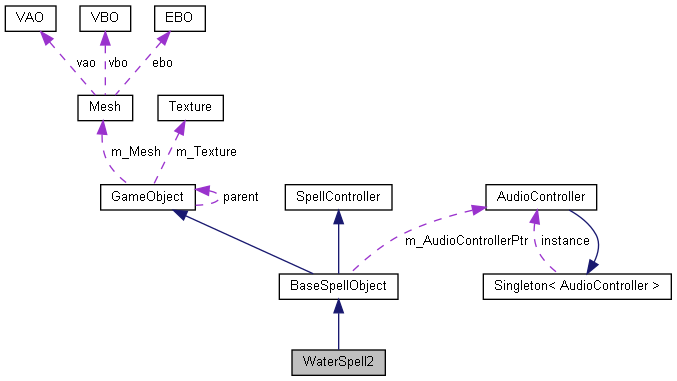 VAO
VBO
EBO
vao
vbo
ebo
Mesh
Texture
m_Mesh
m_Texture
GameObject
parent
SpellController
AudioController
m_AudioControllerPtr
instance
BaseSpellObject
Singleton< AudioController >
WaterSpell2